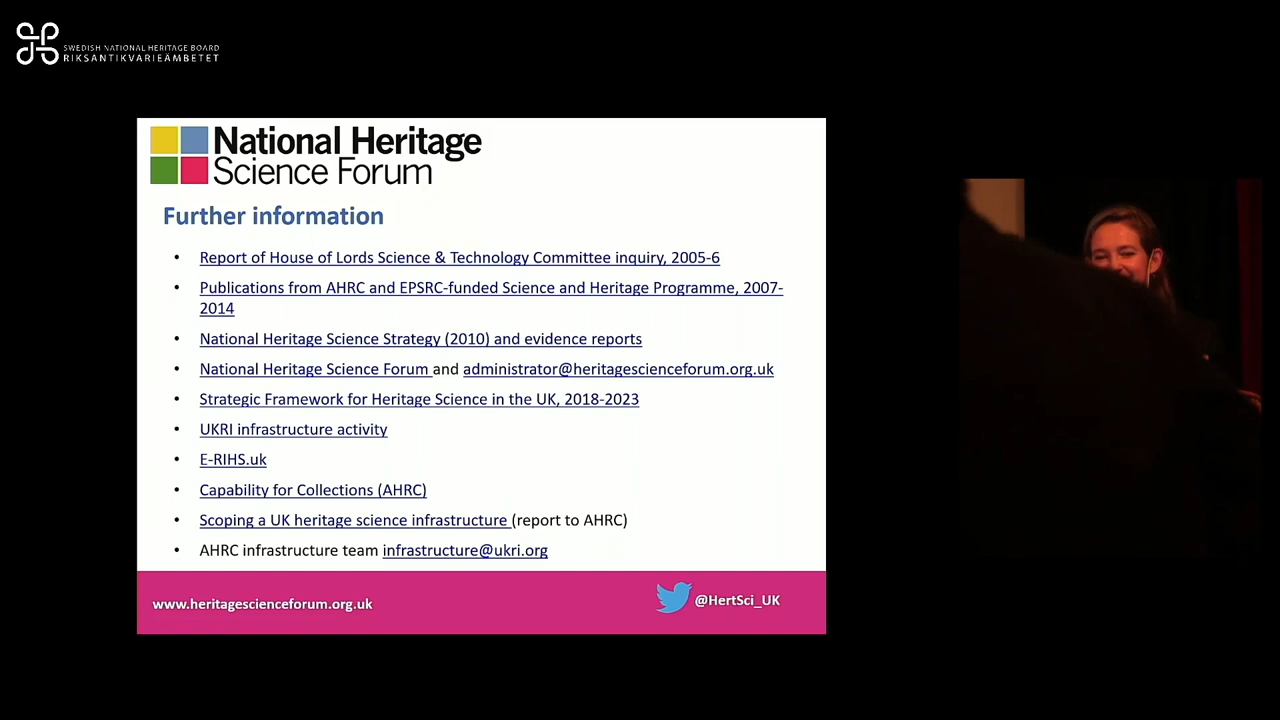 SWEDISH NATIONAL HERITAGE BOARD
RIKSANTIKVARIEÄMBETET
National Heritage
Science Forum
Further information
• Report of House of Lords Science & Technology Committee inquiry, 2005-6
• Publications from AHRC and EPSRC-funded Science and Heritage Programme, 2007-
2014
• National Heritage Science Strategy (2010) and evidence reports
• National Heritage Science Forum and administrator@heritagescienceforum.org.uk
• Strategic Framework for Heritage Science in the UK, 2018-2023
• UKRI infrastructure activity
• E-RIHS.uk
• Capability for Collections (AHRC)
• Scoping a UK heritage science infrastructure (report to AHRC)
• AHRC infrastructure team infrastructure@ukri.org
www.heritagescienceforum.org.uk
@HertSci_UK